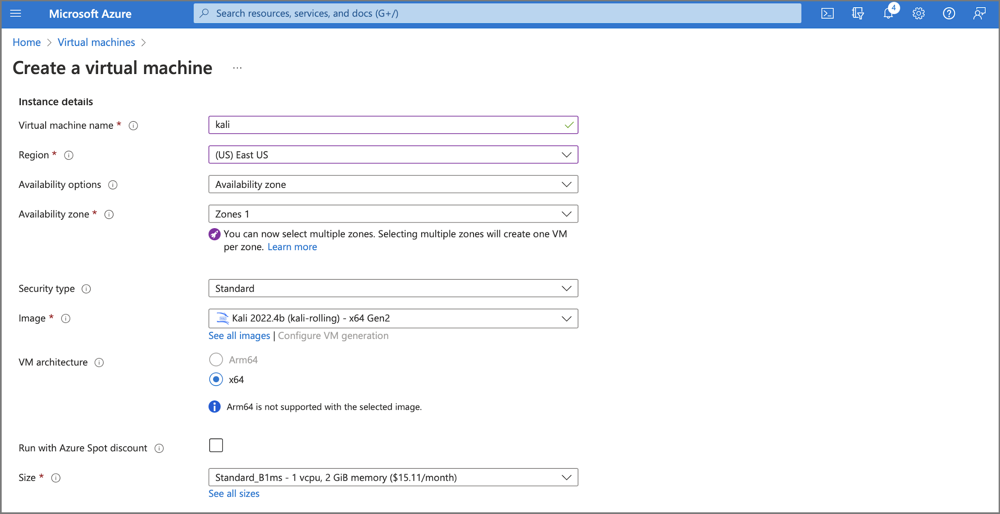 Microsoft Azure
Search resources, services, and docs (G+/)
4
Home > Virtual machines >
Create a virtual machine ...
Instance details
Virtual machine name *
kali
Region *
(US) East US
Availability options
Availability zone
Availability zone *
Zones 1
You can now select multiple zones. Selecting multiple zones will create one VM
per zone. Learn more
Security type
Standard
Image *
KALI
Kali 2022.4b (kali-rolling) - x64 Gen2
See all images | Configure VM generation
VM architecture
Arm64
x64
Arm64 is not supported with the selected image.
Run with Azure Spot discount
Size *
Standard_B1ms - 1 vcpu, 2 GiB memory ($15.11/month)
See all sizes